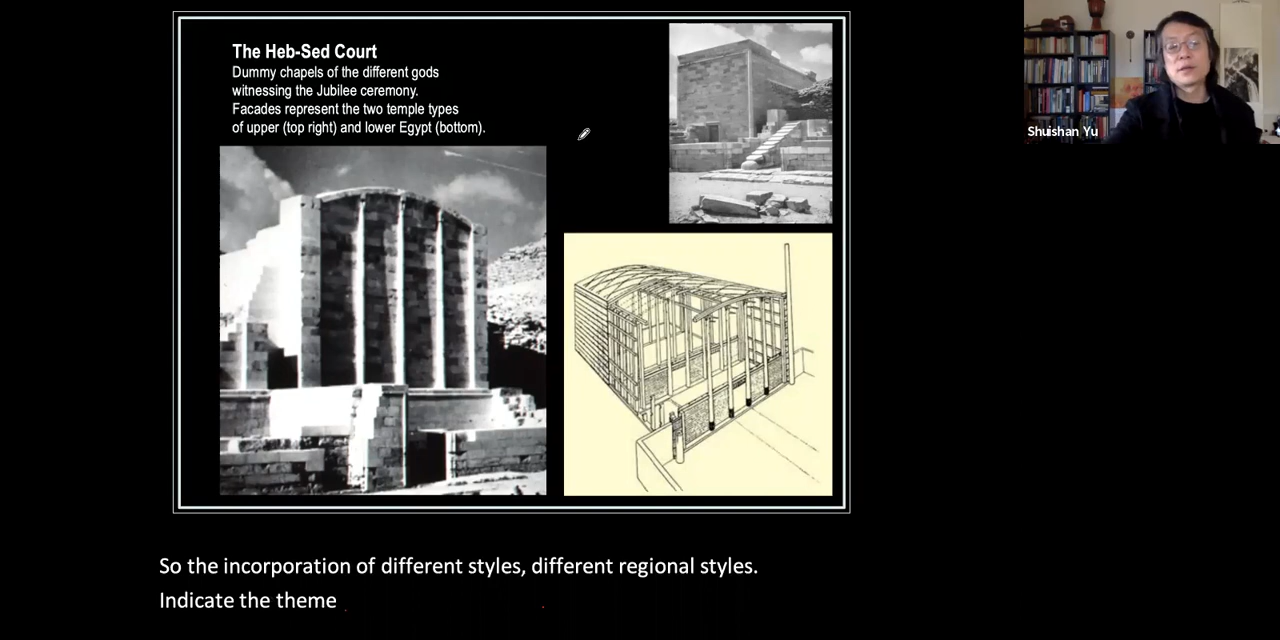 The Heb-Sed Court
Dummy chapels of the different gods
witnessing the Jubilee ceremony.
Facades represent the two temple types
of upper (top right) and lower Egypt (bottom).
Shuishan Yu
So the incorporation of different styles, different regional styles.
Indicate the theme